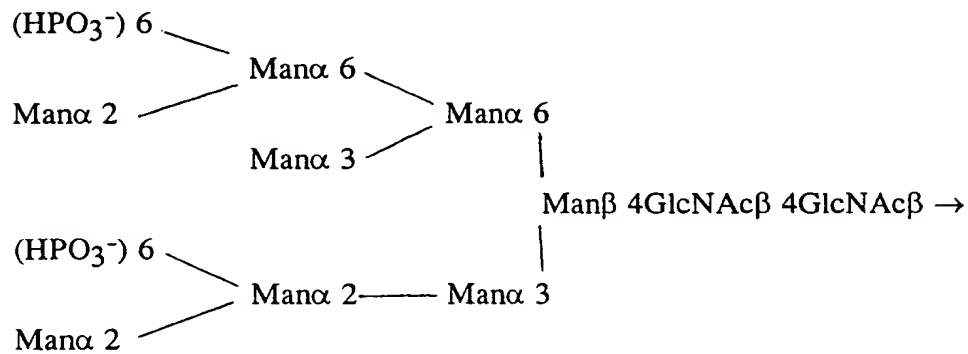 (HPO₃⁻) 6
Manα 6
Manα 2
Manα 6
Manα 3
Manβ 4GlcNAcβ 4GlcNAcβ →
(HPO₃⁻) 6
Manα 2
Manα 3
Manα 2